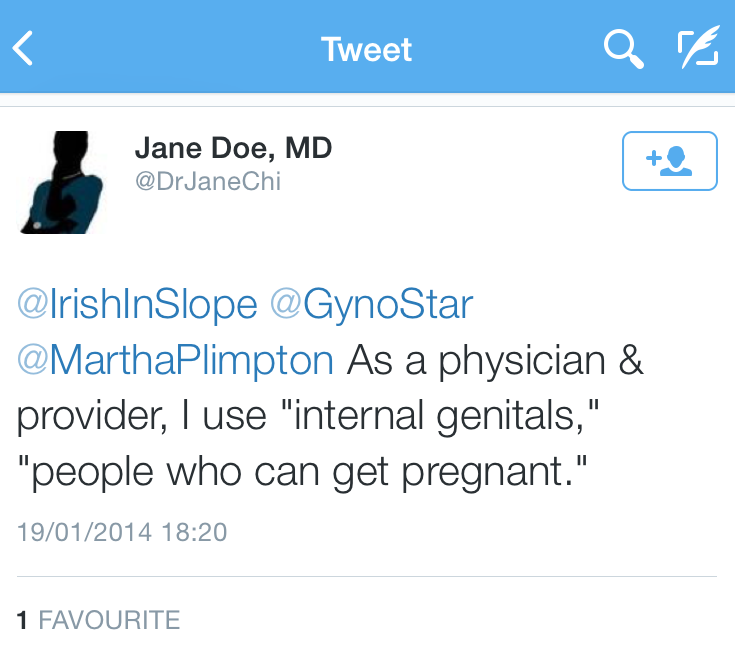 Tweet
Jane Doe, MD
@DrJaneChi
@IrishInSlope @GynoStar
@MarthaPlimpton As a physician &
provider, I use "internal genitals,"
"people who can get pregnant."
19/01/2014 18:20
1 FAVOURITE